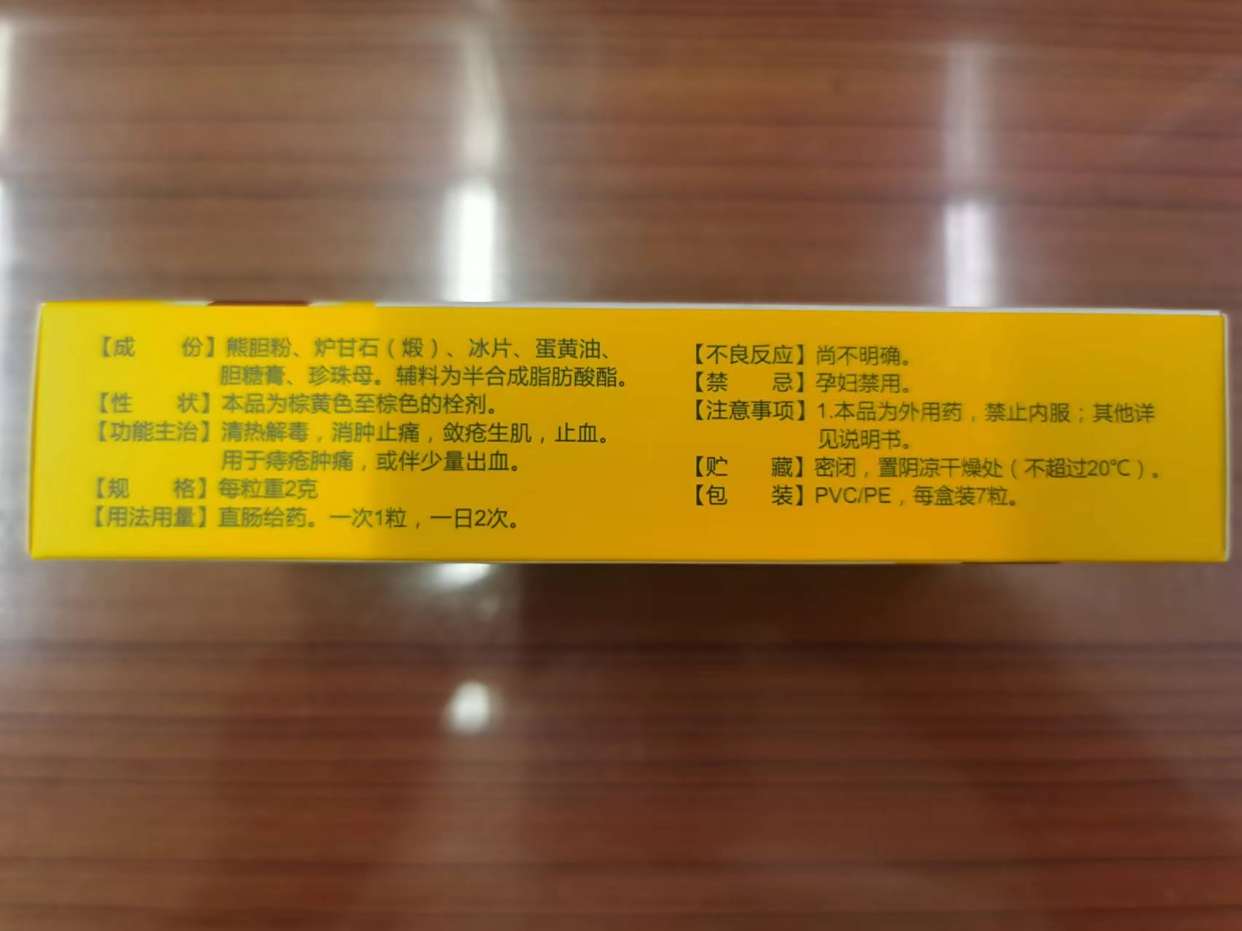 【成　　份】熊胆粉、炉甘石（煅）、冰片、蛋黄油、
胆糖膏、珍珠母。辅料为半合成脂肪酸酯。
【性　　状】本品为棕黄色至棕色的栓剂。
【功能主治】清热解毒，消肿止痛，敛疮生肌，止血。
用于痔疮肿痛，或伴少量出血。
【规　　格】每粒重2克
【用法用量】直肠给药。一次1粒，一日2次。
【不良反应】尚不明确。
【禁　　忌】孕妇禁用。
【注意事项】1.本品为外用药，禁止内服；其他详
见说明书。
【贮　　藏】密闭，置阴凉干燥处（不超过20℃）。
【包　　装】PVC/PE，每盒装7粒。